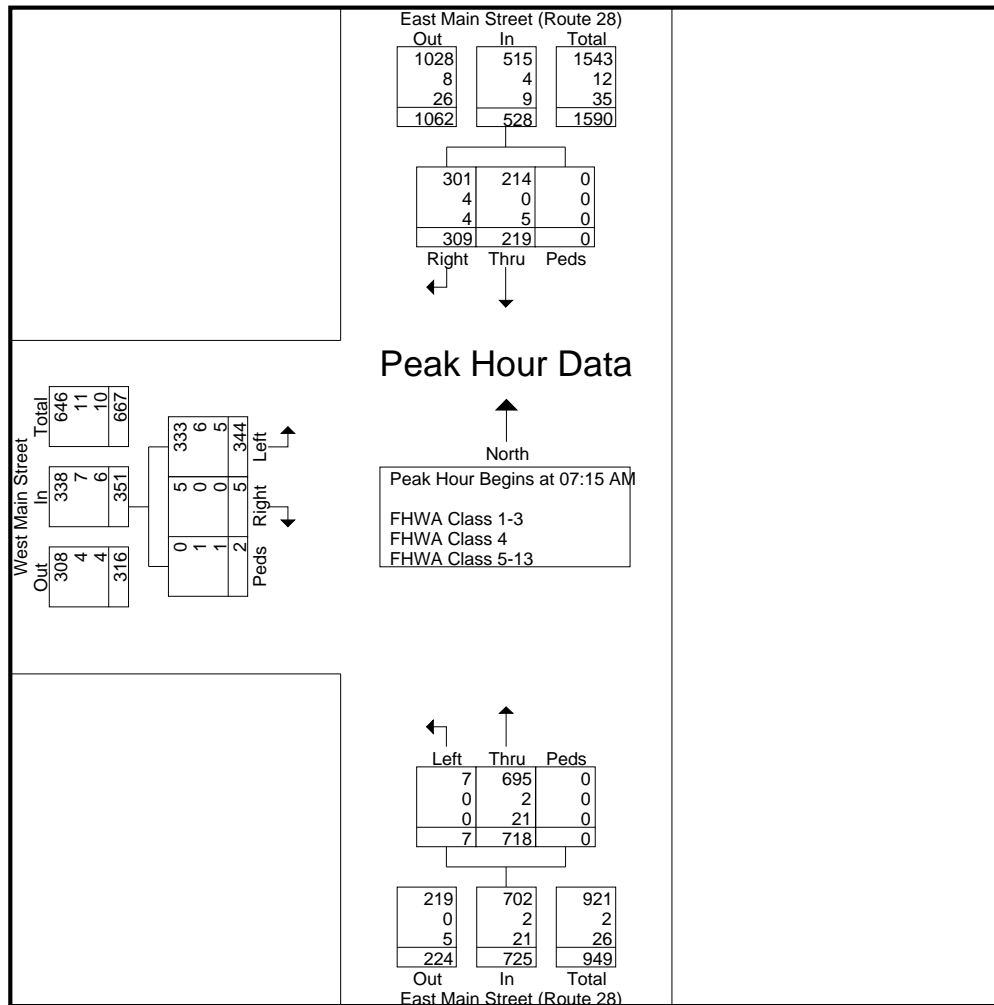 East Main Street (Route 28)
Out In Total
1028 515 1543
8 4 12
26 9 35
1062 528 1590
301 214 0
4 0 0
4 5 0
309 219 0
Right Thru Peds
Peak Hour Data
North
Peak Hour Begins at 07:15 AM
FHWA Class 1-3
FHWA Class 4
FHWA Class 5-13
West Main Street
Out In Total
308 338 646
4 7 11
4 6 10
316 351 667
0 5 333
1 0 6
1 0 5
2 5 344
Peds Right Left
Left Thru Peds
7 695 0
0 2 0
0 21 0
7 718 0
219 702 921
0 2 2
5 21 26
224 725 949
Out In Total
East Main Street (Route 28)